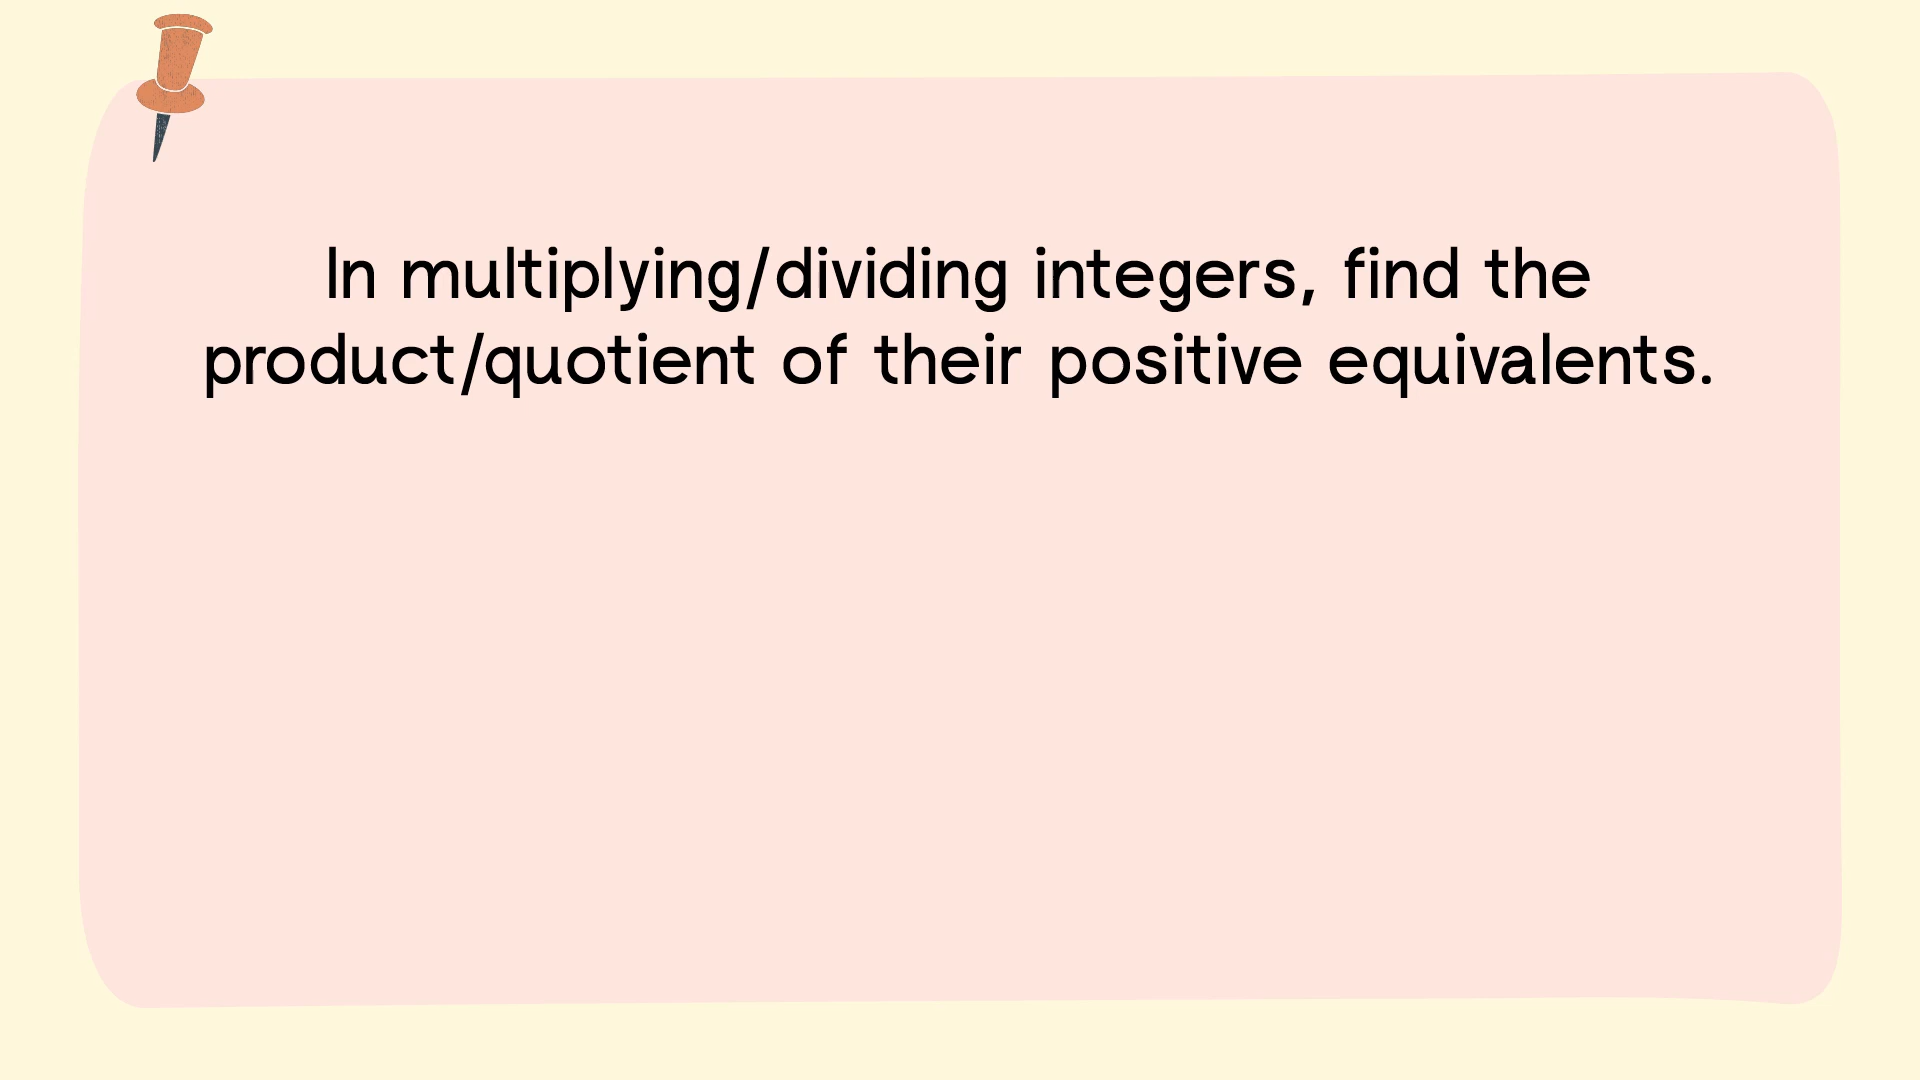 In multiplying/dividing integers, find the
product/quotient of their positive equivalents.